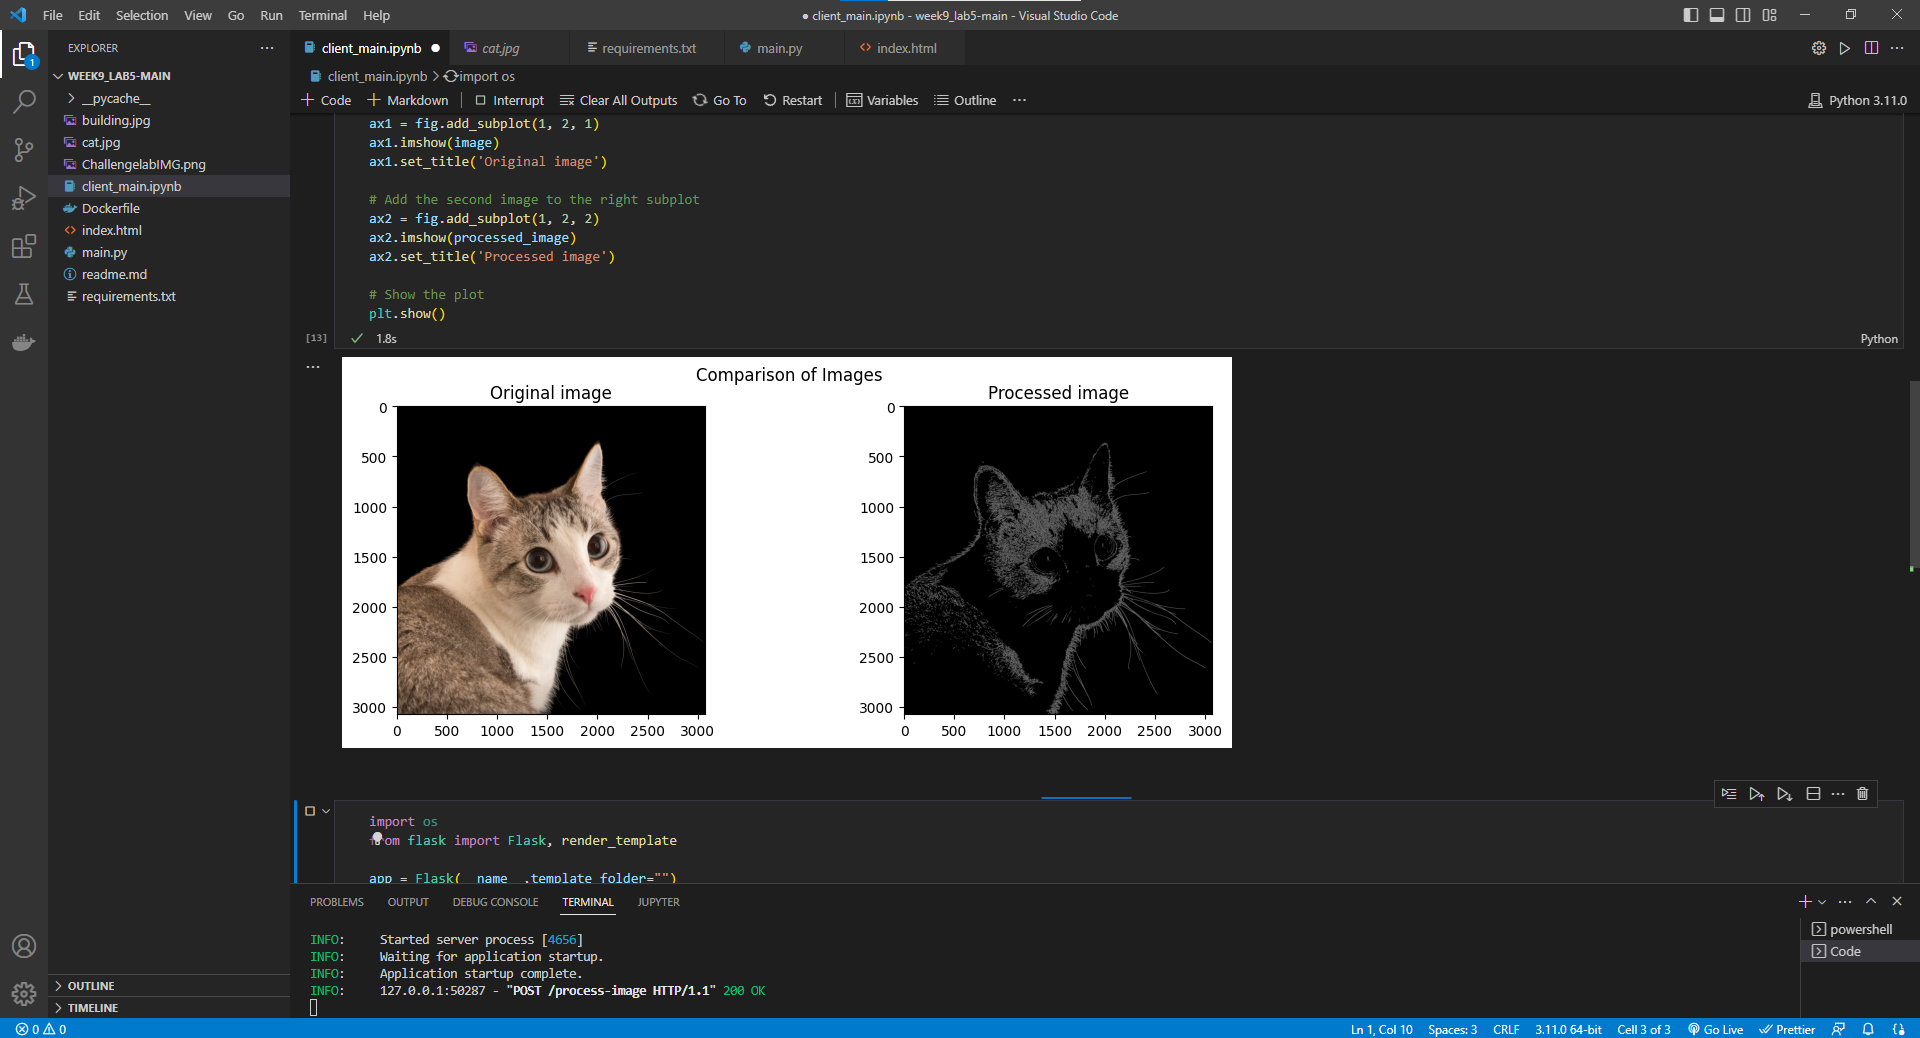 File Edit Selection View Go Run Terminal Help
● client_main.ipynb - week9_lab5-main - Visual Studio Code
EXPLORER
WEEK9_LAB5-MAIN
__pycache__
building.jpg
cat.jpg
ChallengelabIMG.png
client_main.ipynb
Dockerfile
index.html
main.py
readme.md
requirements.txt
OUTLINE
TIMELINE
1
client_main.ipynb ● cat.jpg requirements.txt main.py index.html
client_main.ipynb > import os
+ Code + Markdown | Interrupt Clear All Outputs Go To Restart | Variables Outline ...
Python 3.11.0
ax1 = fig.add_subplot(1, 2, 1)
ax1.imshow(image)
ax1.set_title('Original image')
# Add the second image to the right subplot
ax2 = fig.add_subplot(1, 2, 2)
ax2.imshow(processed_image)
ax2.set_title('Processed image')
# Show the plot
plt.show()
[13] ✓ 1.8s
Python
Comparison of Images
Original image
0
500
1000
1500
2000
2500
3000
0 500 1000 1500 2000 2500 3000
Processed image
0
500
1000
1500
2000
2500
3000
0 500 1000 1500 2000 2500 3000
import os
from flask import Flask, render_template
app = Flask(__name__,template_folder="")
PROBLEMS OUTPUT DEBUG CONSOLE TERMINAL JUPYTER
INFO: Started server process [4656]
INFO: Waiting for application startup.
INFO: Application startup complete.
INFO: 127.0.0.1:50287 - "POST /process-image HTTP/1.1" 200 OK
powershell
Code
0 0
Ln 1, Col 10 Spaces: 3 CRLF 3.11.0 64-bit Cell 3 of 3 Go Live Prettier